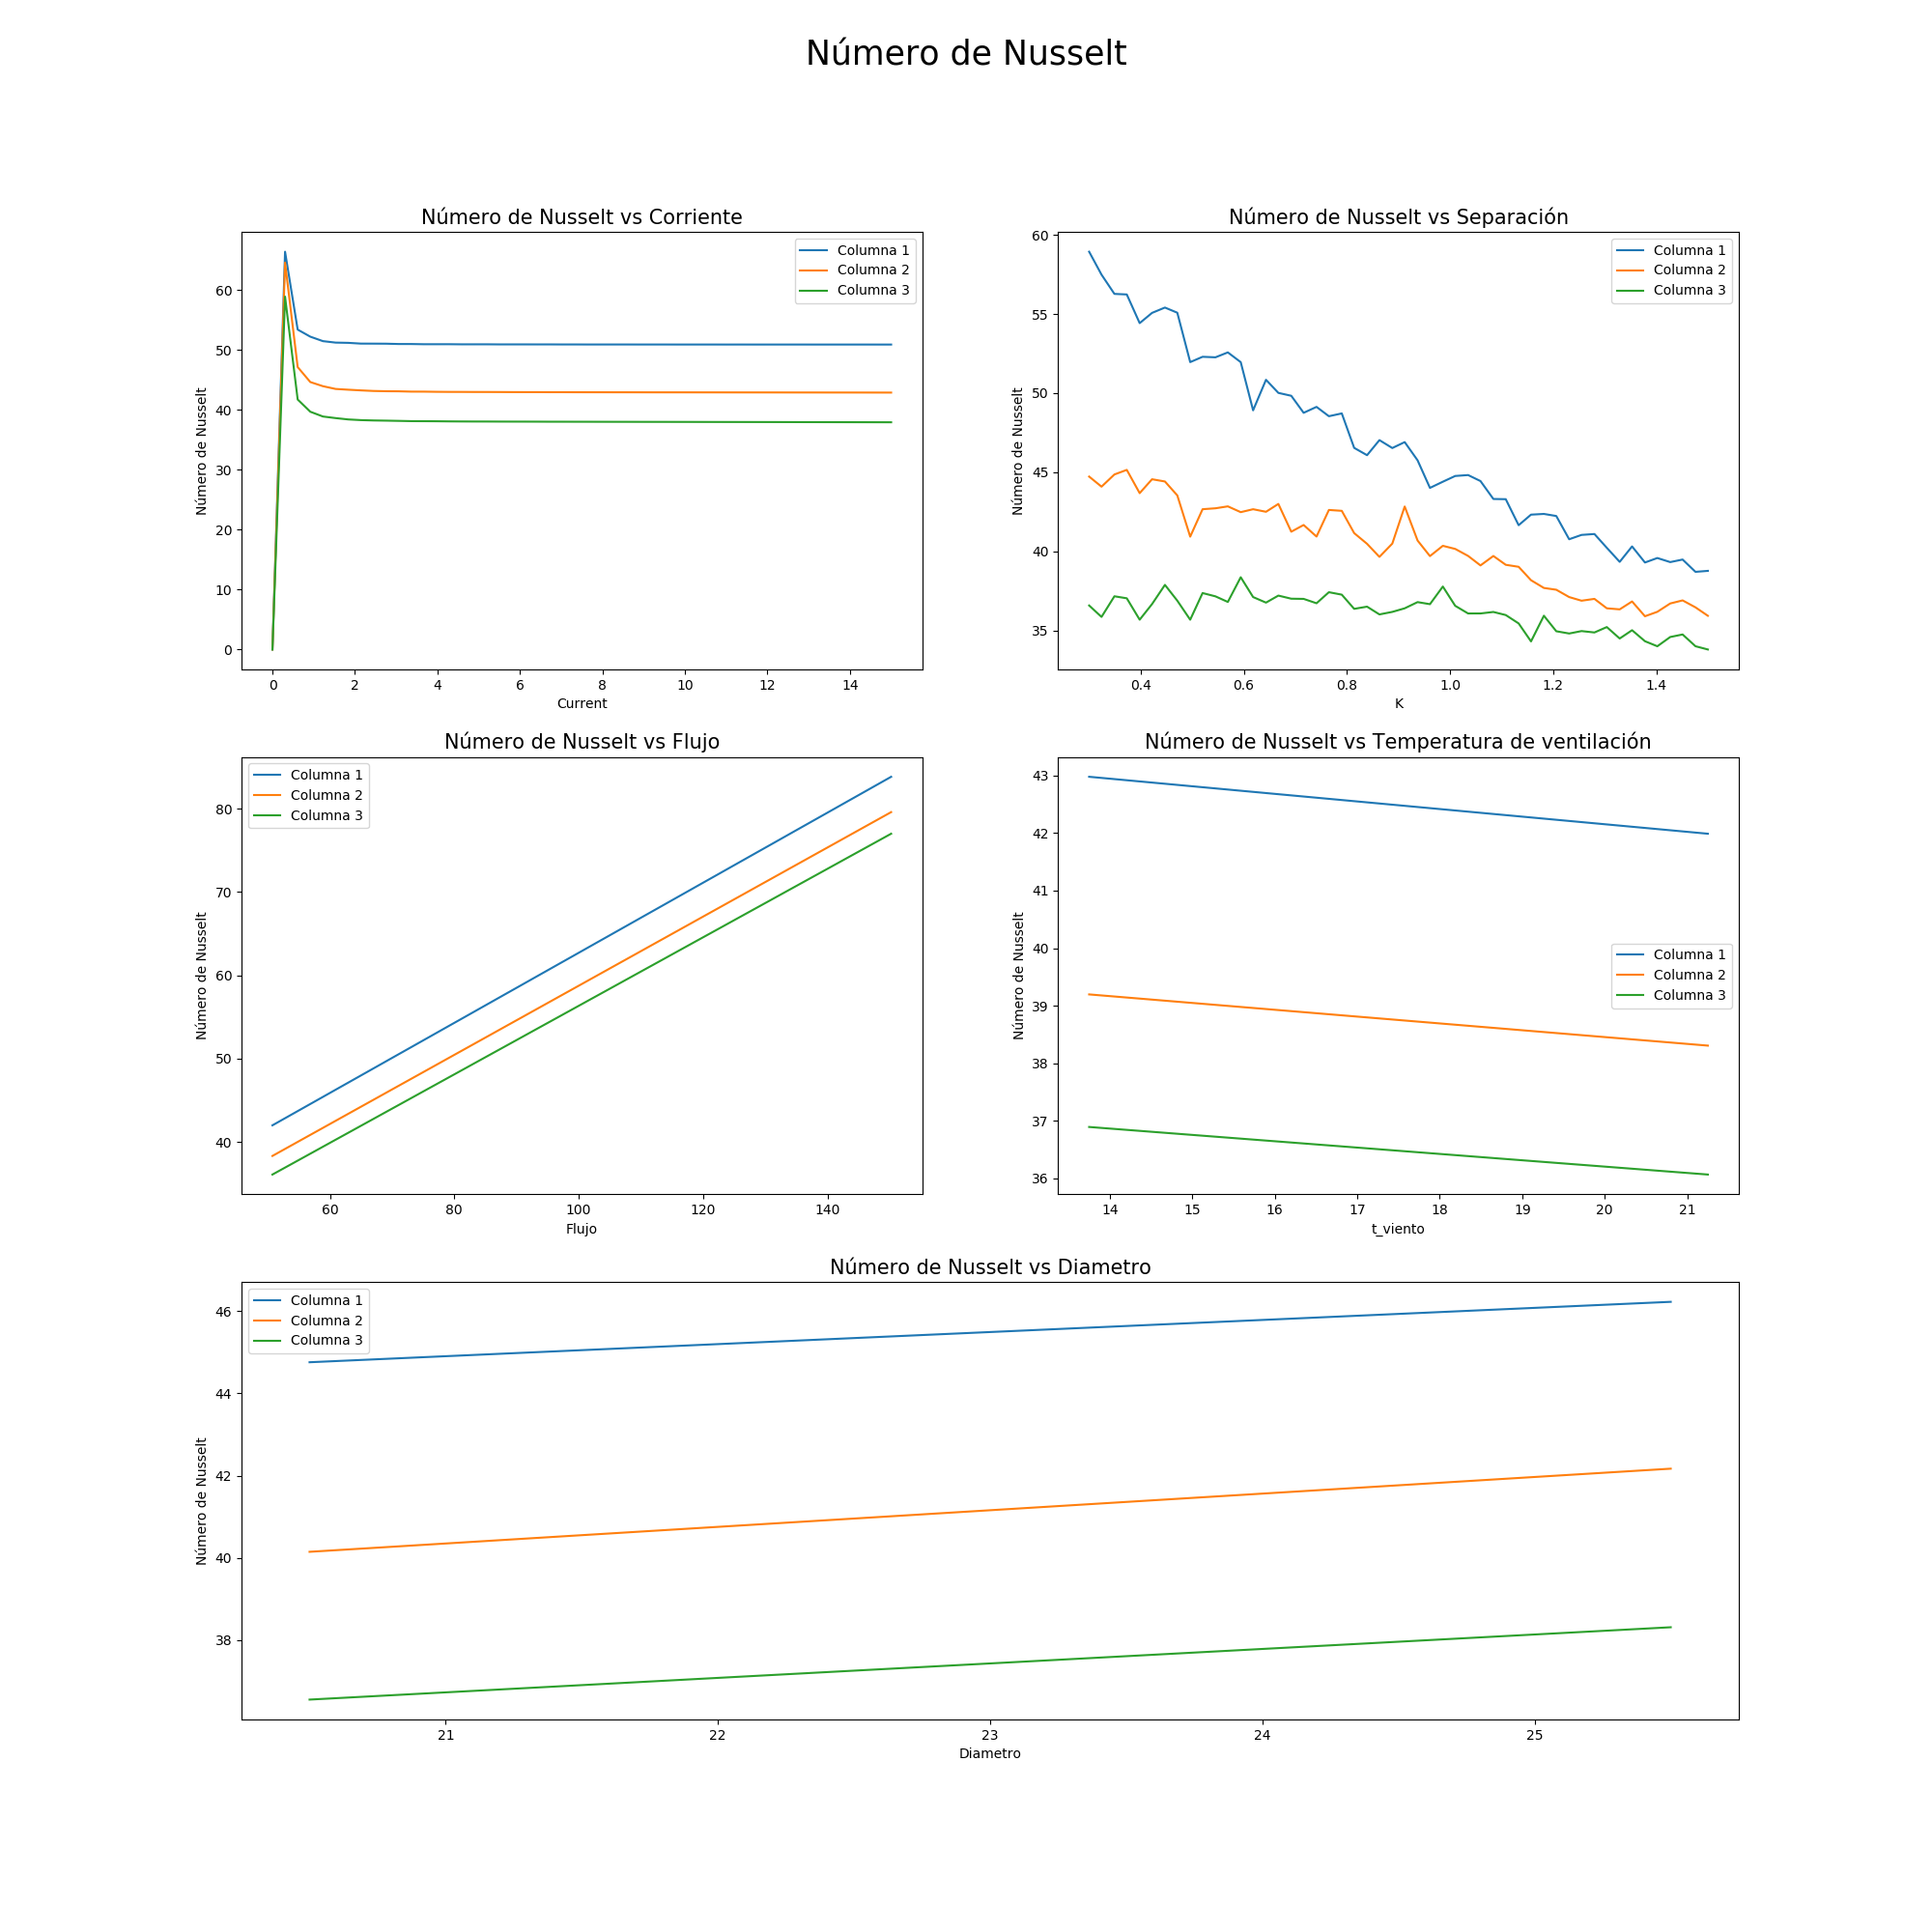 Número de Nusselt
Número de Nusselt vs Corriente
Número de Nusselt
60
50
40
30
20
10
0
Columna 1
Columna 2
Columna 3
0 2 4 6 8 10 12 14
Current
Número de Nusselt vs Separación
Número de Nusselt
60
55
50
45
40
35
Columna 1
Columna 2
Columna 3
0.4 0.6 0.8 1.0 1.2 1.4
K
Número de Nusselt vs Flujo
Número de Nusselt
80
70
60
50
40
Columna 1
Columna 2
Columna 3
60 80 100 120 140
Flujo
Número de Nusselt vs Temperatura de ventilación
Número de Nusselt
43
42
41
40
39
38
37
36
Columna 1
Columna 2
Columna 3
14 15 16 17 18 19 20 21
t_viento
Número de Nusselt vs Diametro
Número de Nusselt
46
44
42
40
38
Columna 1
Columna 2
Columna 3
21 22 23 24 25
Diametro